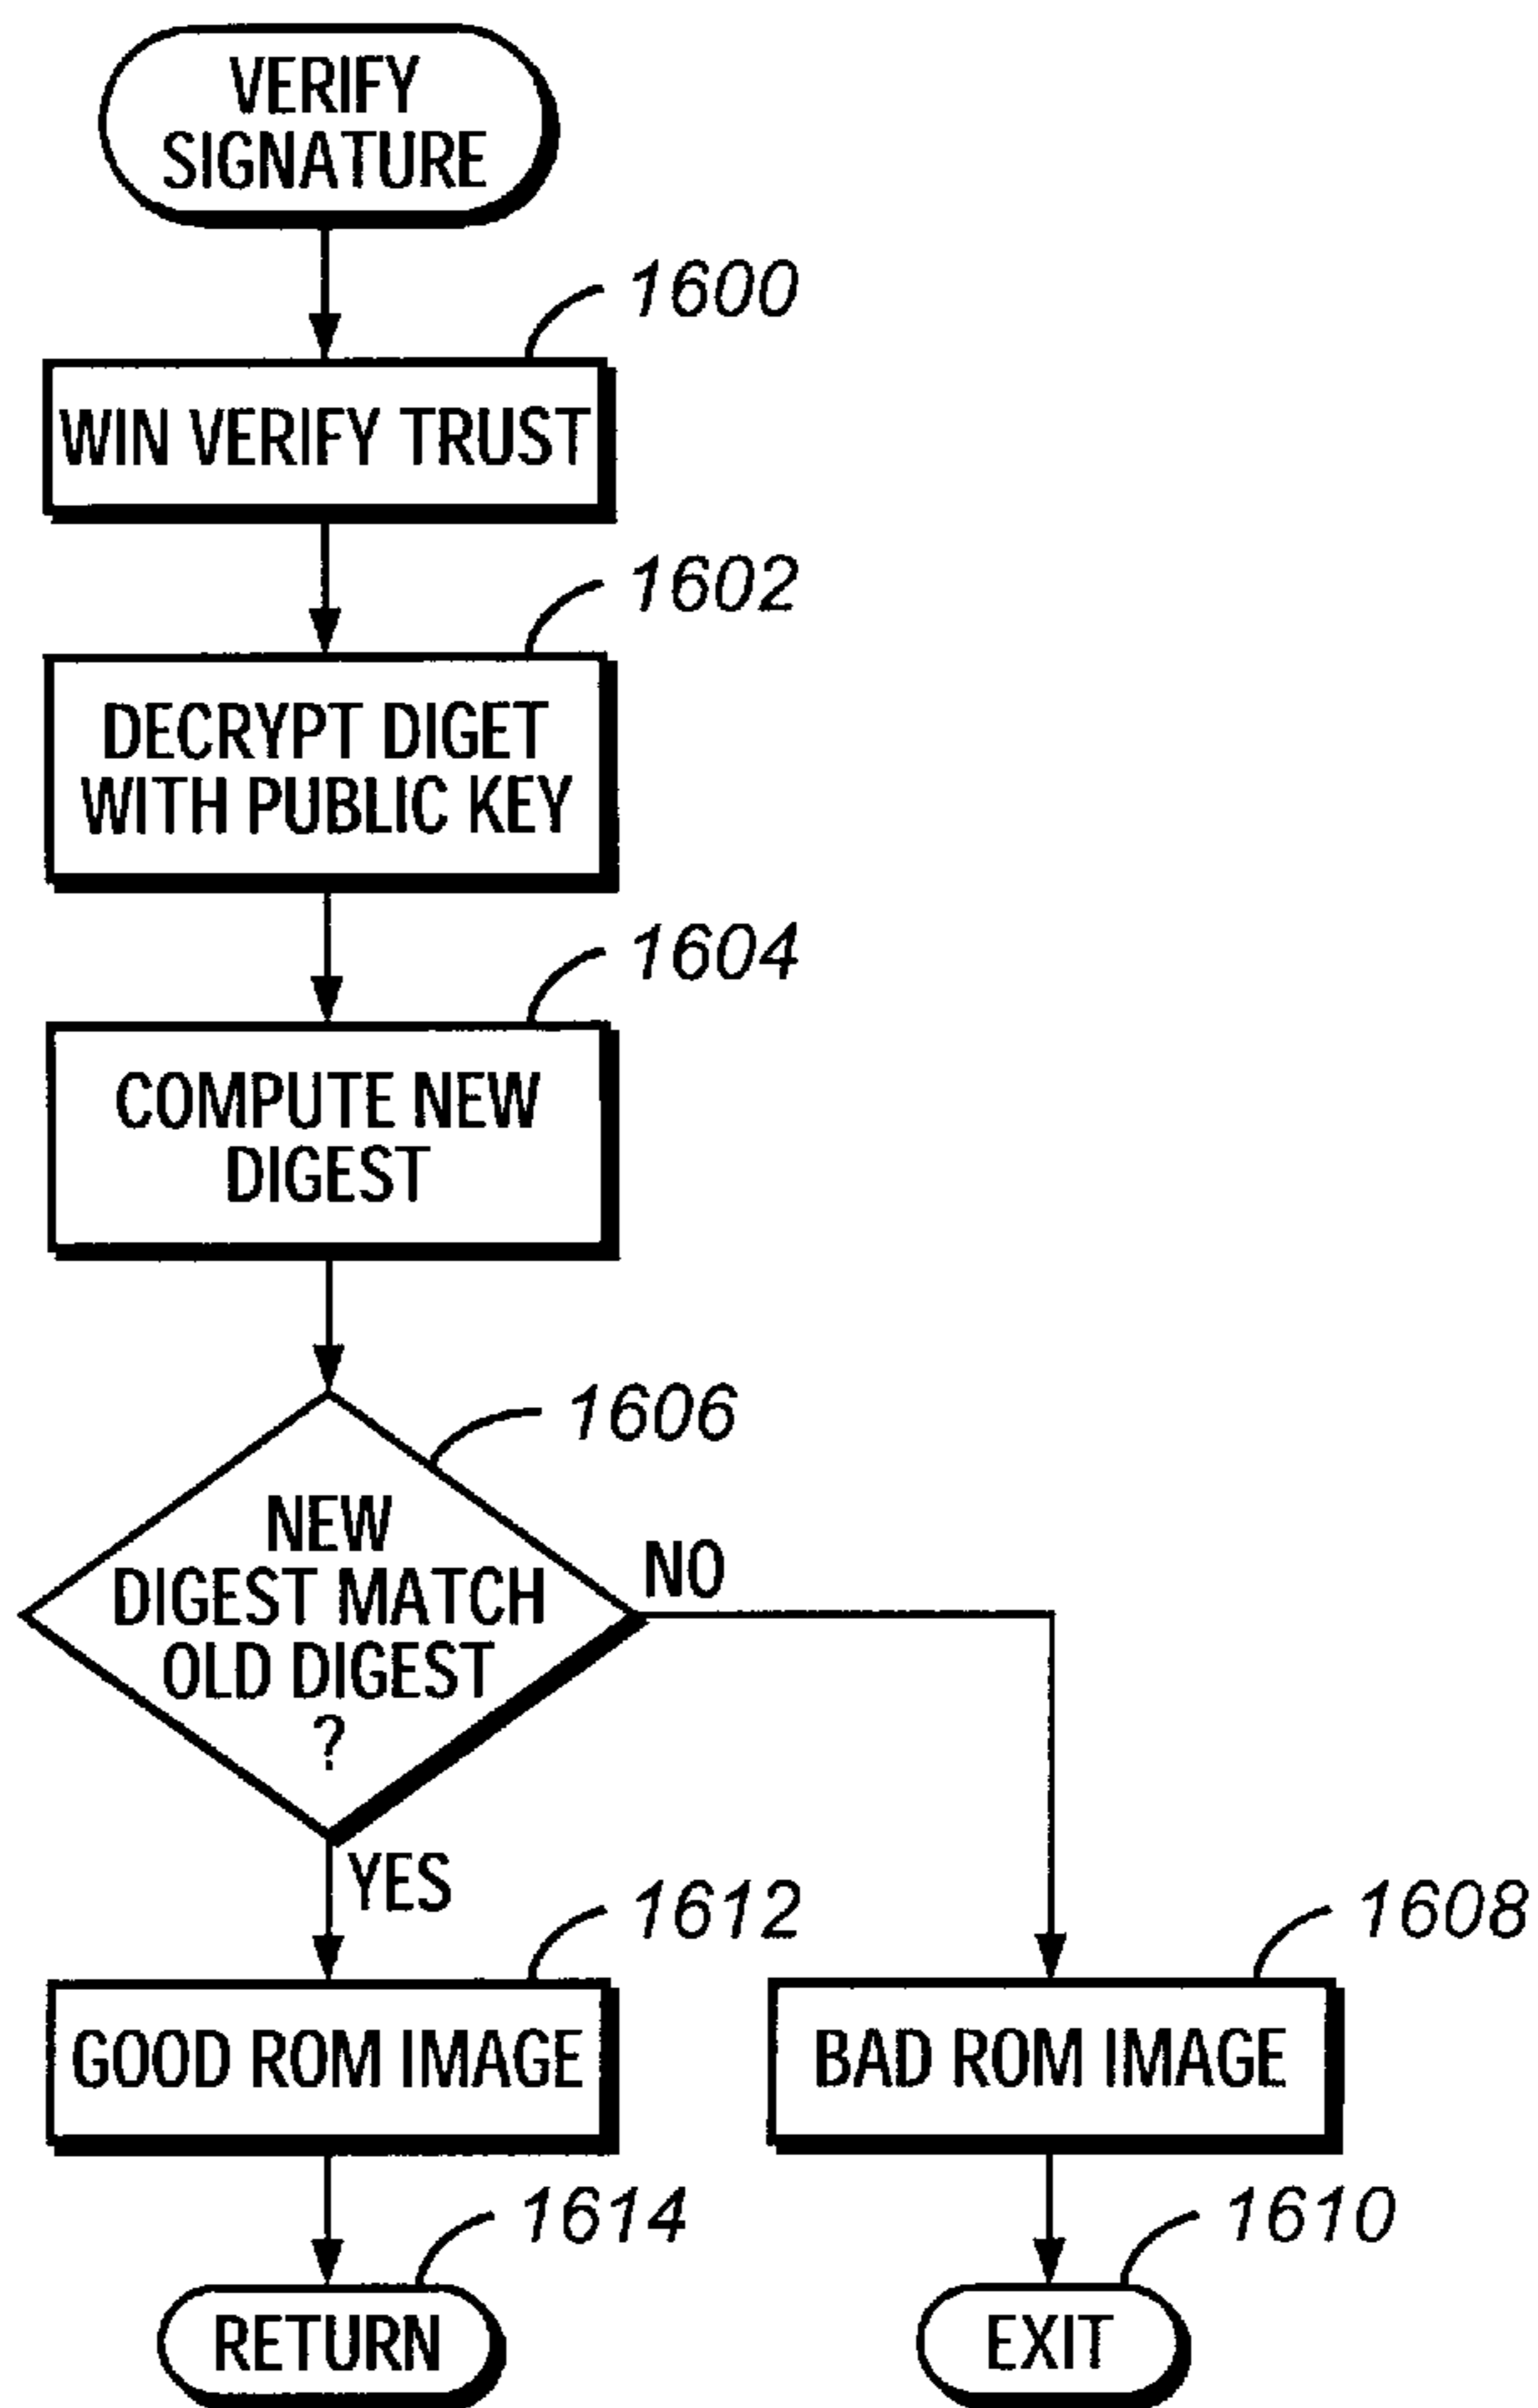 VERIFY
SIGNATURE
1600
WIN VERIFY TRUST
1602
DECRYPT DIGET
WITH PUBLIC KEY
1604
COMPUTE NEW
DIGEST
1606
NEW
DIGEST MATCH
OLD DIGEST
?
NO
YES
1612
GOOD ROM IMAGE
1608
BAD ROM IMAGE
1614
RETURN
1610
EXIT